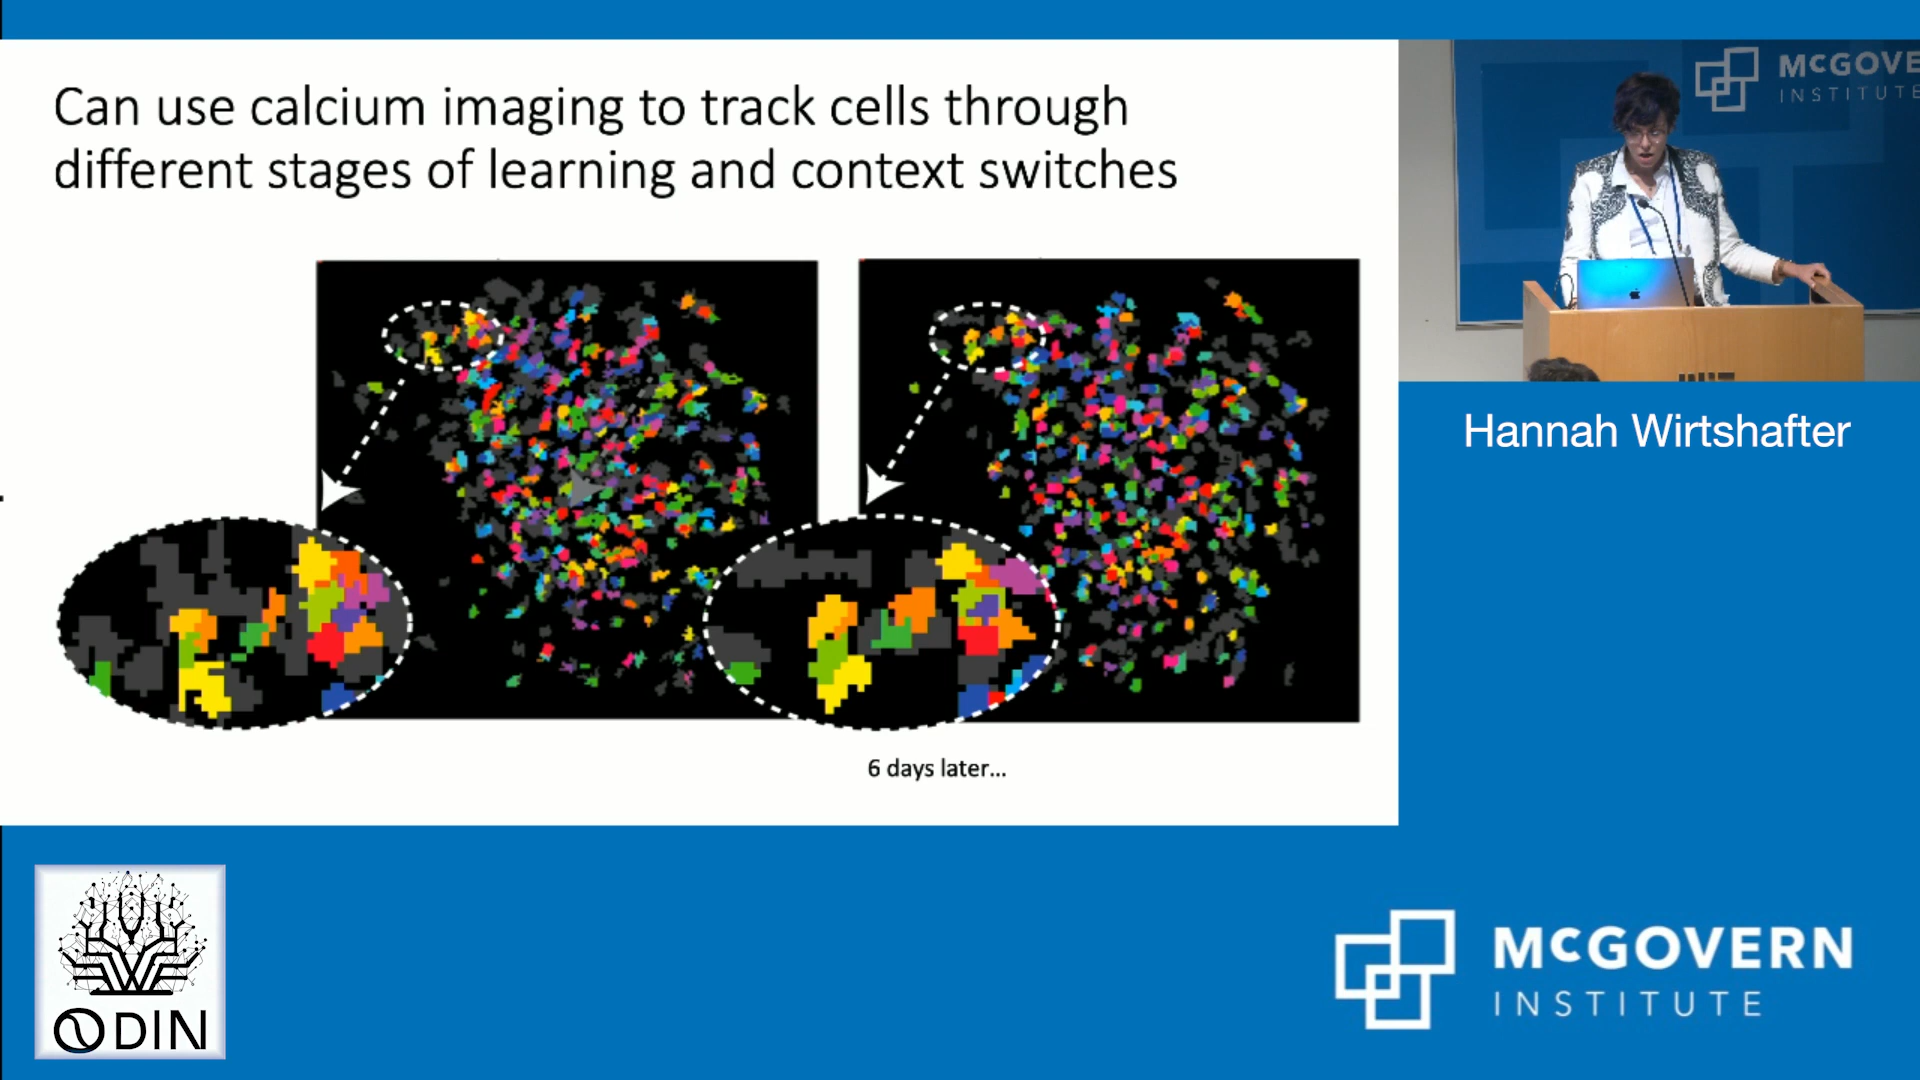 Can use calcium imaging to track cells through
different stages of learning and context switches
6 days later...
MCGOVE
INSTITUTE
Hannah Wirtshafter
ODIN
MCGOVERN
INSTITUTE